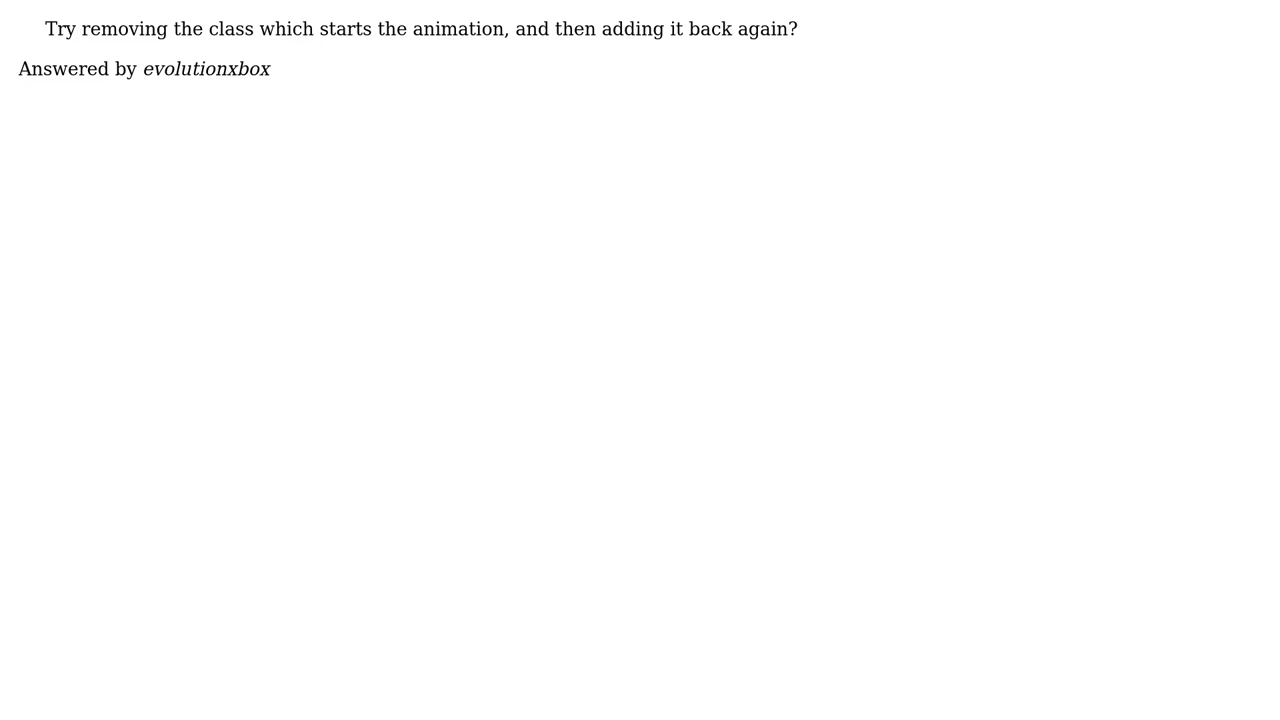 Try removing the class which starts the animation, and then adding it back again?
Answered by evolutionxbox